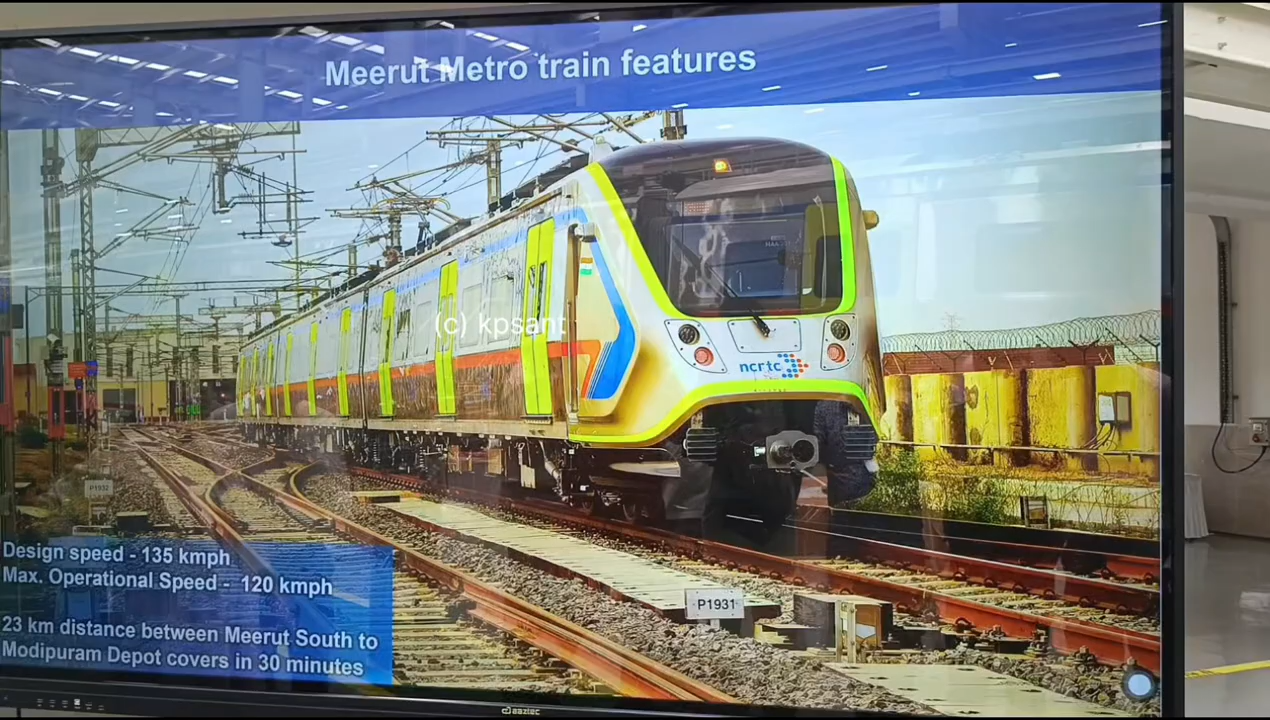 Meerut Metro train features
(c) kpsant
ncrtc
P1932
P1931
Design speed - 135 kmph
Max. Operational Speed - 120 kmph
23 km distance between Meerut South to
Modipuram Depot covers in 30 minutes